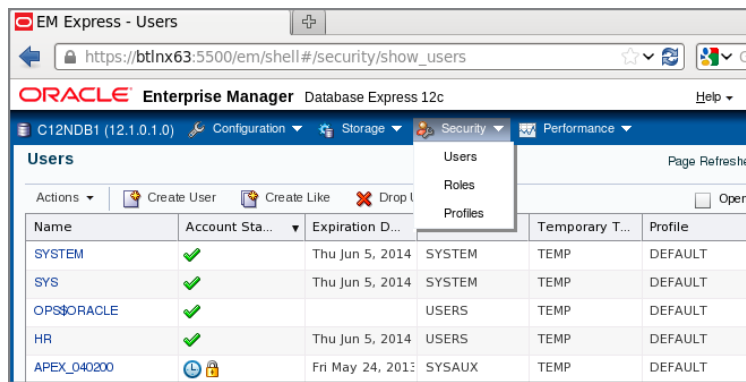 EM Express - Users
https://btlnx63:5500/em/shell#/security/show_users
ORACLE Enterprise Manager Database Express 12c Help
C12NDB1 (12.1.0.1.0) Configuration Storage Security Performance
Users Page Refreshe
Users
Roles
Profiles
Actions Create User Create Like Drop U Oper
Name Account Sta... Expiration D... Temporary T... Profile
SYSTEM Thu Jun 5, 2014 SYSTEM TEMP DEFAULT
SYS Thu Jun 5, 2014 SYSTEM TEMP DEFAULT
OPS$ORACLE USERS TEMP DEFAULT
HR Thu Jun 5, 2014 USERS TEMP DEFAULT
APEX_040200 Fri May 24, 2013 SYSAUX TEMP DEFAULT